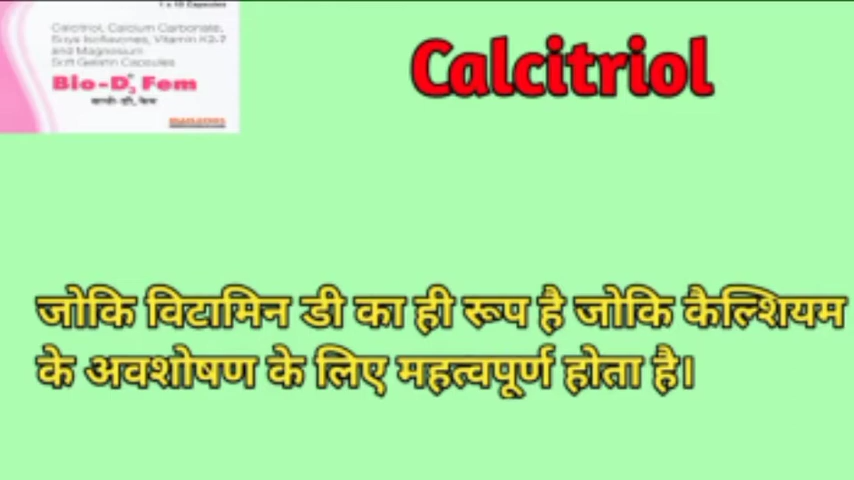 1 x 10 Capsules
Calcitriol, Calcium Carbonate,
Soya Isoflavones, Vitamin K2-7
and Magnesium
Soft Gelatin Capsules
Bio-D3 Fem
बायो-डी3 फेम
Calcitriol
जोकि विटामिन डी का ही रूप है जोकि कैल्शियम
के अवशोषण के लिए महत्वपूर्ण होता है।